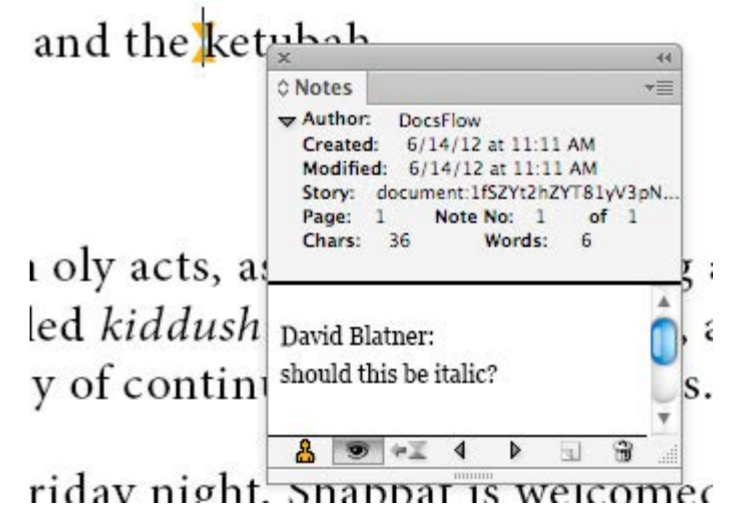 and the ketubah
Notes
Author: DocsFlow
Created: 6/14/12 at 11:11 AM
Modified: 6/14/12 at 11:11 AM
Story: document:1fSZYt2hZYT81yV3pN...
Page: 1 Note No: 1 of 1
Chars: 36 Words: 6
oly acts, as
led kiddush
David Blatner:
y of contin
should this be italic?
s.
riday night. Shabbat is welcomed